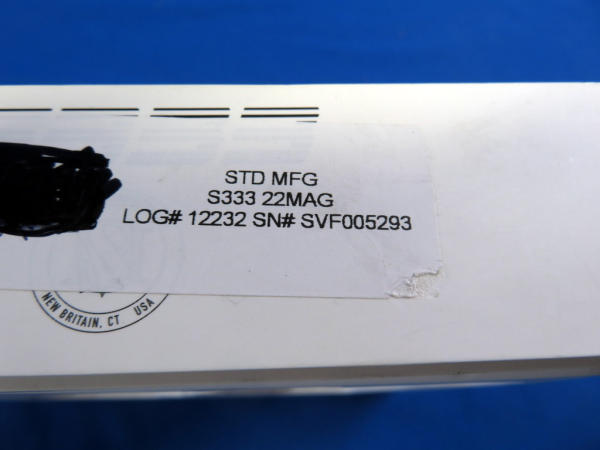 STD MFG
S333 22MAG
LOG# 12232 SN# SVF005293
NEW BRITAIN, CT USA